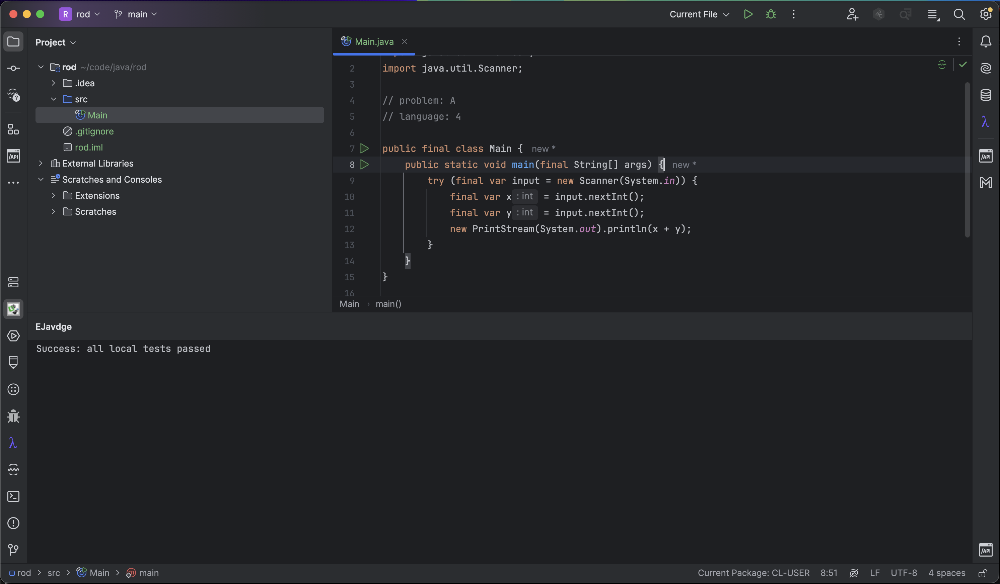 R rod main Current File
Project
Main.java
rod ~/code/java/rod
.idea
src
Main
.gitignore
rod.iml
External Libraries
Scratches and Consoles
Extensions
Scratches
2 import java.util.Scanner;
3
4 // problem: A
5 // language: 4
6
7 public final class Main { new *
8 public static void main(final String[] args) { new *
9 try (final var input = new Scanner(System.in)) {
10 final var x : int = input.nextInt();
11 final var y : int = input.nextInt();
12 new PrintStream(System.out).println(x + y);
13 }
14 }
15 }
16
Main › main()
EJavdge
Success: all local tests passed
/API
/API
/API
rod > src > Main > main
Current Package: CL-USER 8:51 LF UTF-8 4 spaces